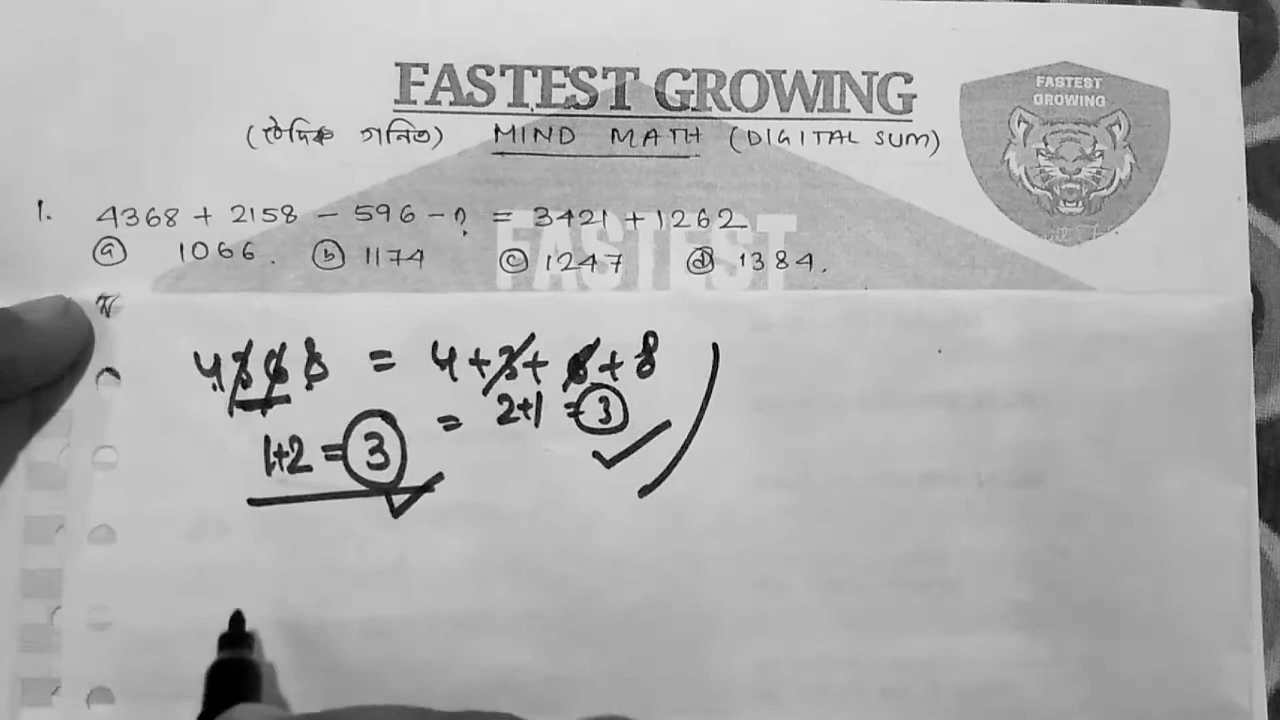 FASTEST GROWING
(বৈদিক গনিত) MIND MATH (DIGITAL SUM)
FASTEST
GROWING
1. 4368 + 2158 - 596 - ? = 3421 + 1262
ⓐ 1066. ⓑ 1174 ⓒ 1247 ⓓ 1384.
FASTEST
4368 = 4+3+6+8
= 2+1 = 3
1+2 = 3